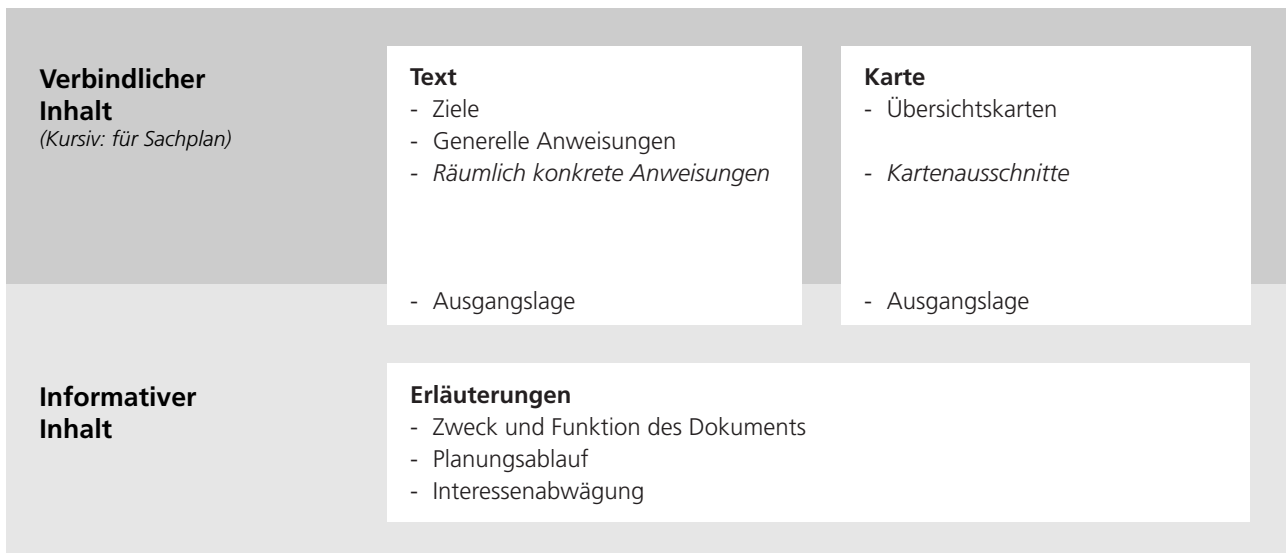 Verbindlicher
Inhalt
(Kursiv: für Sachplan)
Text
- Ziele
- Generelle Anweisungen
- Räumlich konkrete Anweisungen
- Ausgangslage
Karte
- Übersichtskarten
- Kartenausschnitte
- Ausgangslage
Informativer
Inhalt
Erläuterungen
- Zweck und Funktion des Dokuments
- Planungsablauf
- Interessenabwägung